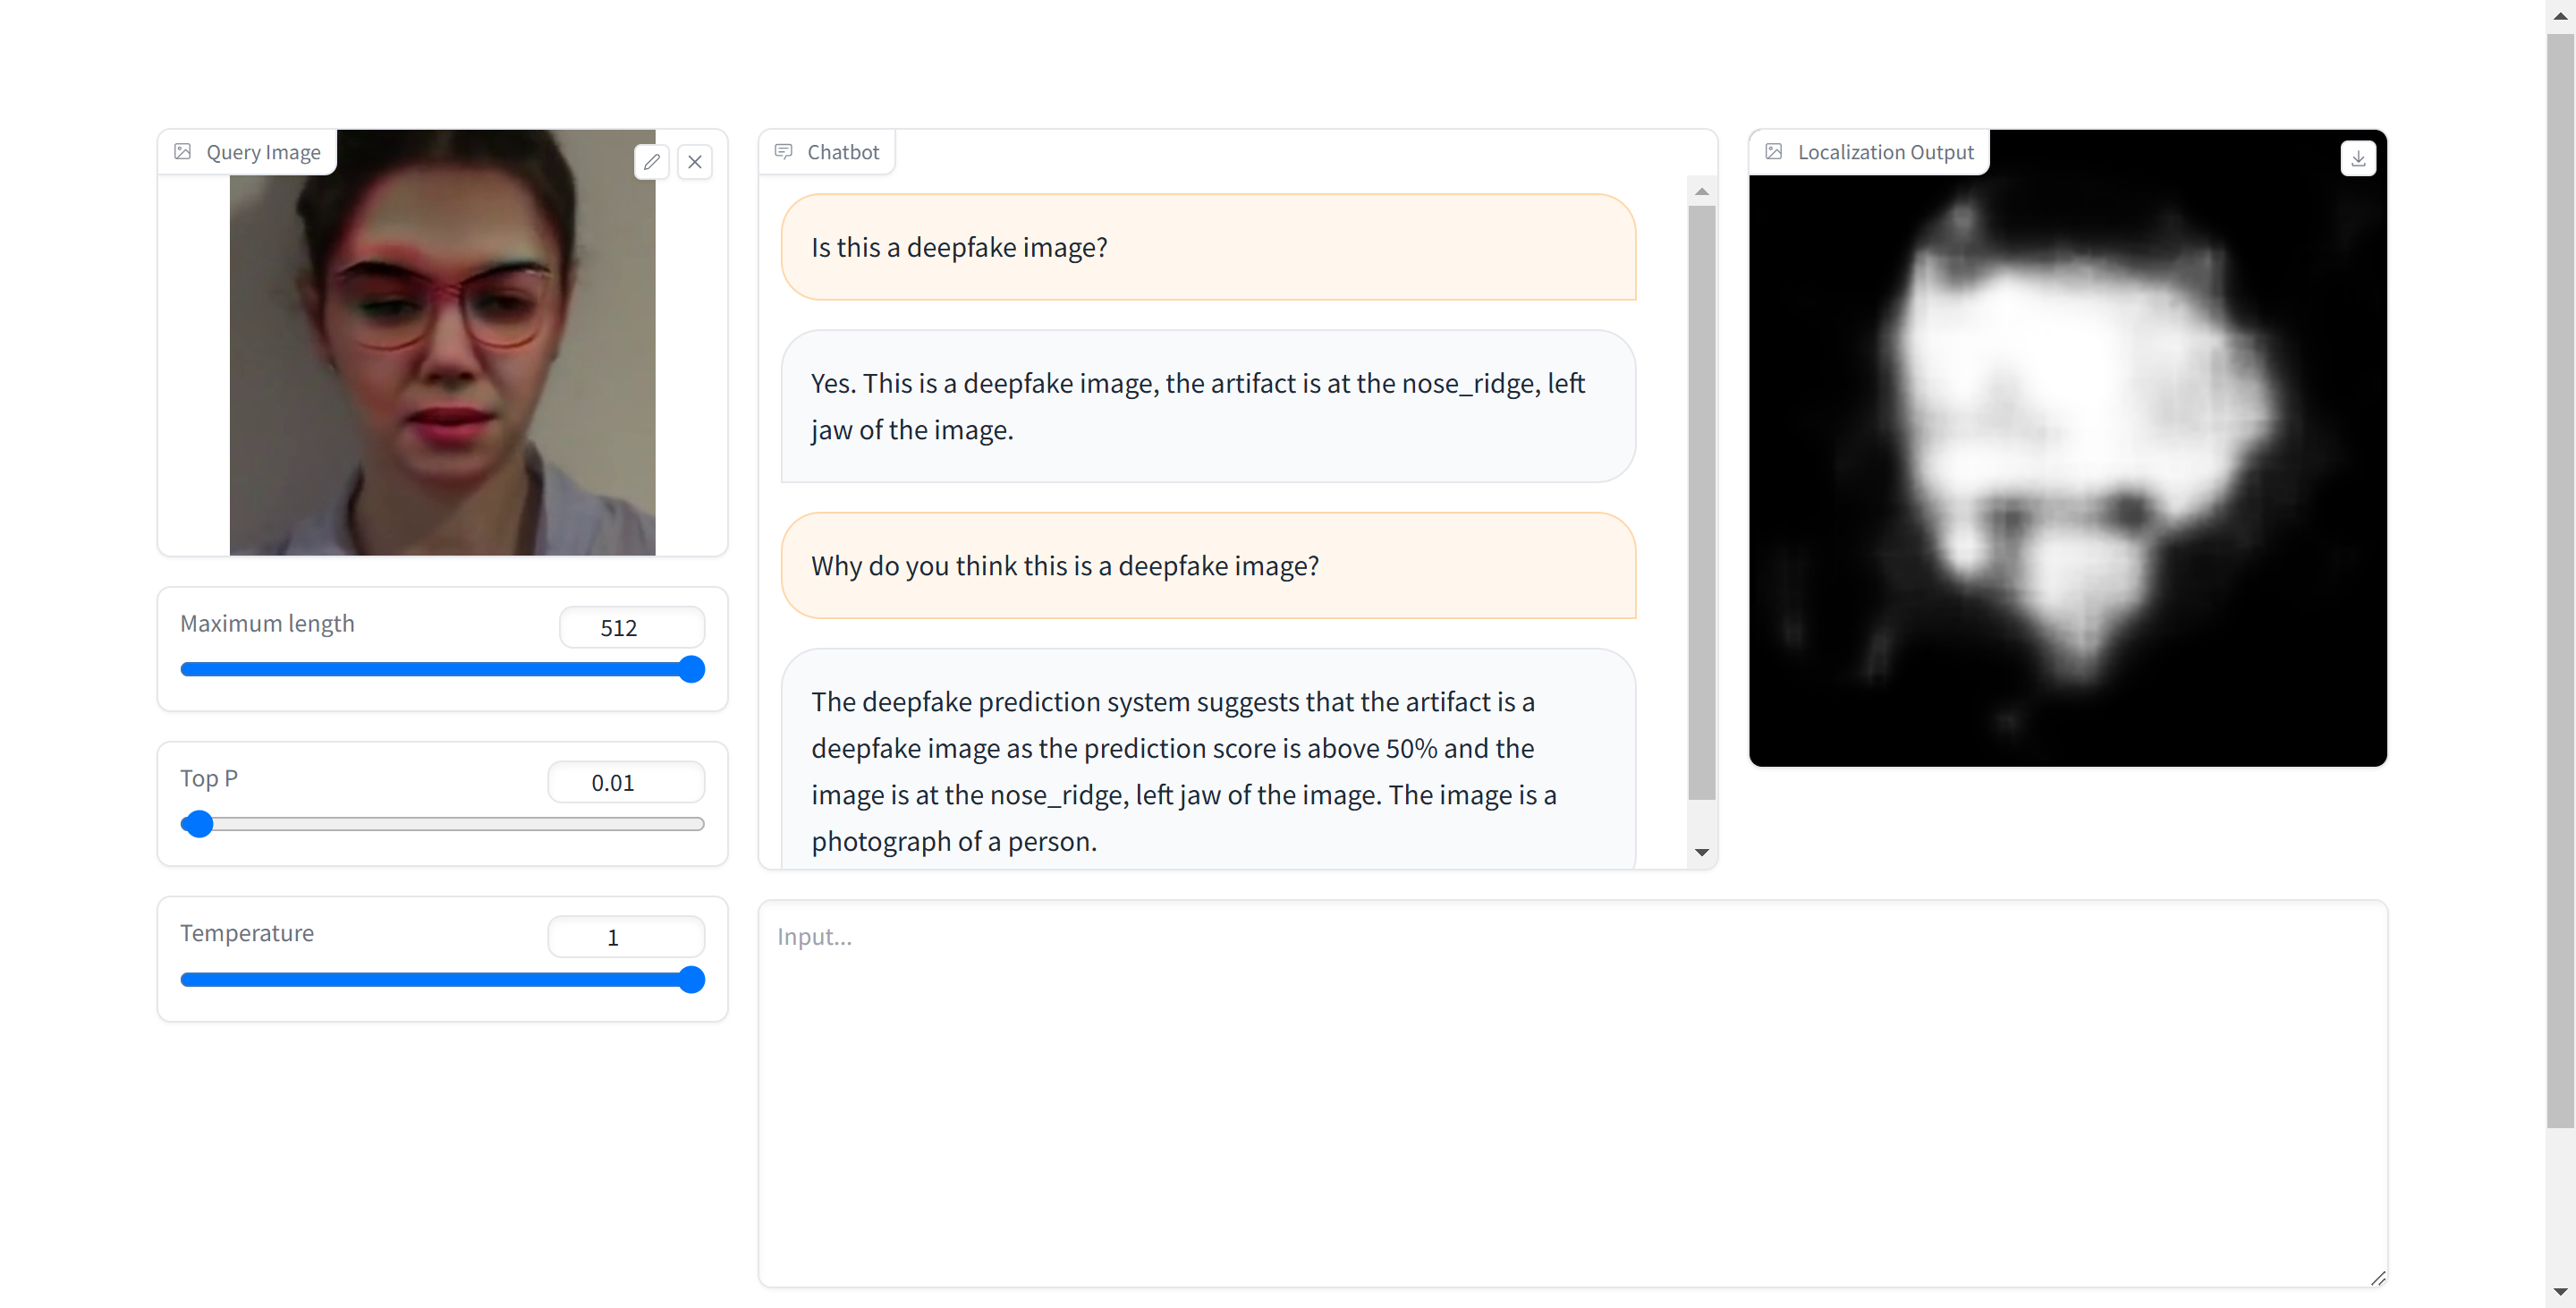 Query Image
Chatbot
Localization Output
Is this a deepfake image?
Yes. This is a deepfake image, the artifact is at the nose_ridge, left
jaw of the image.
Why do you think this is a deepfake image?
The deepfake prediction system suggests that the artifact is a
deepfake image as the prediction score is above 50% and the
image is at the nose_ridge, left jaw of the image. The image is a
photograph of a person.
Maximum length
512
Top P
0.01
Temperature
1
Input...